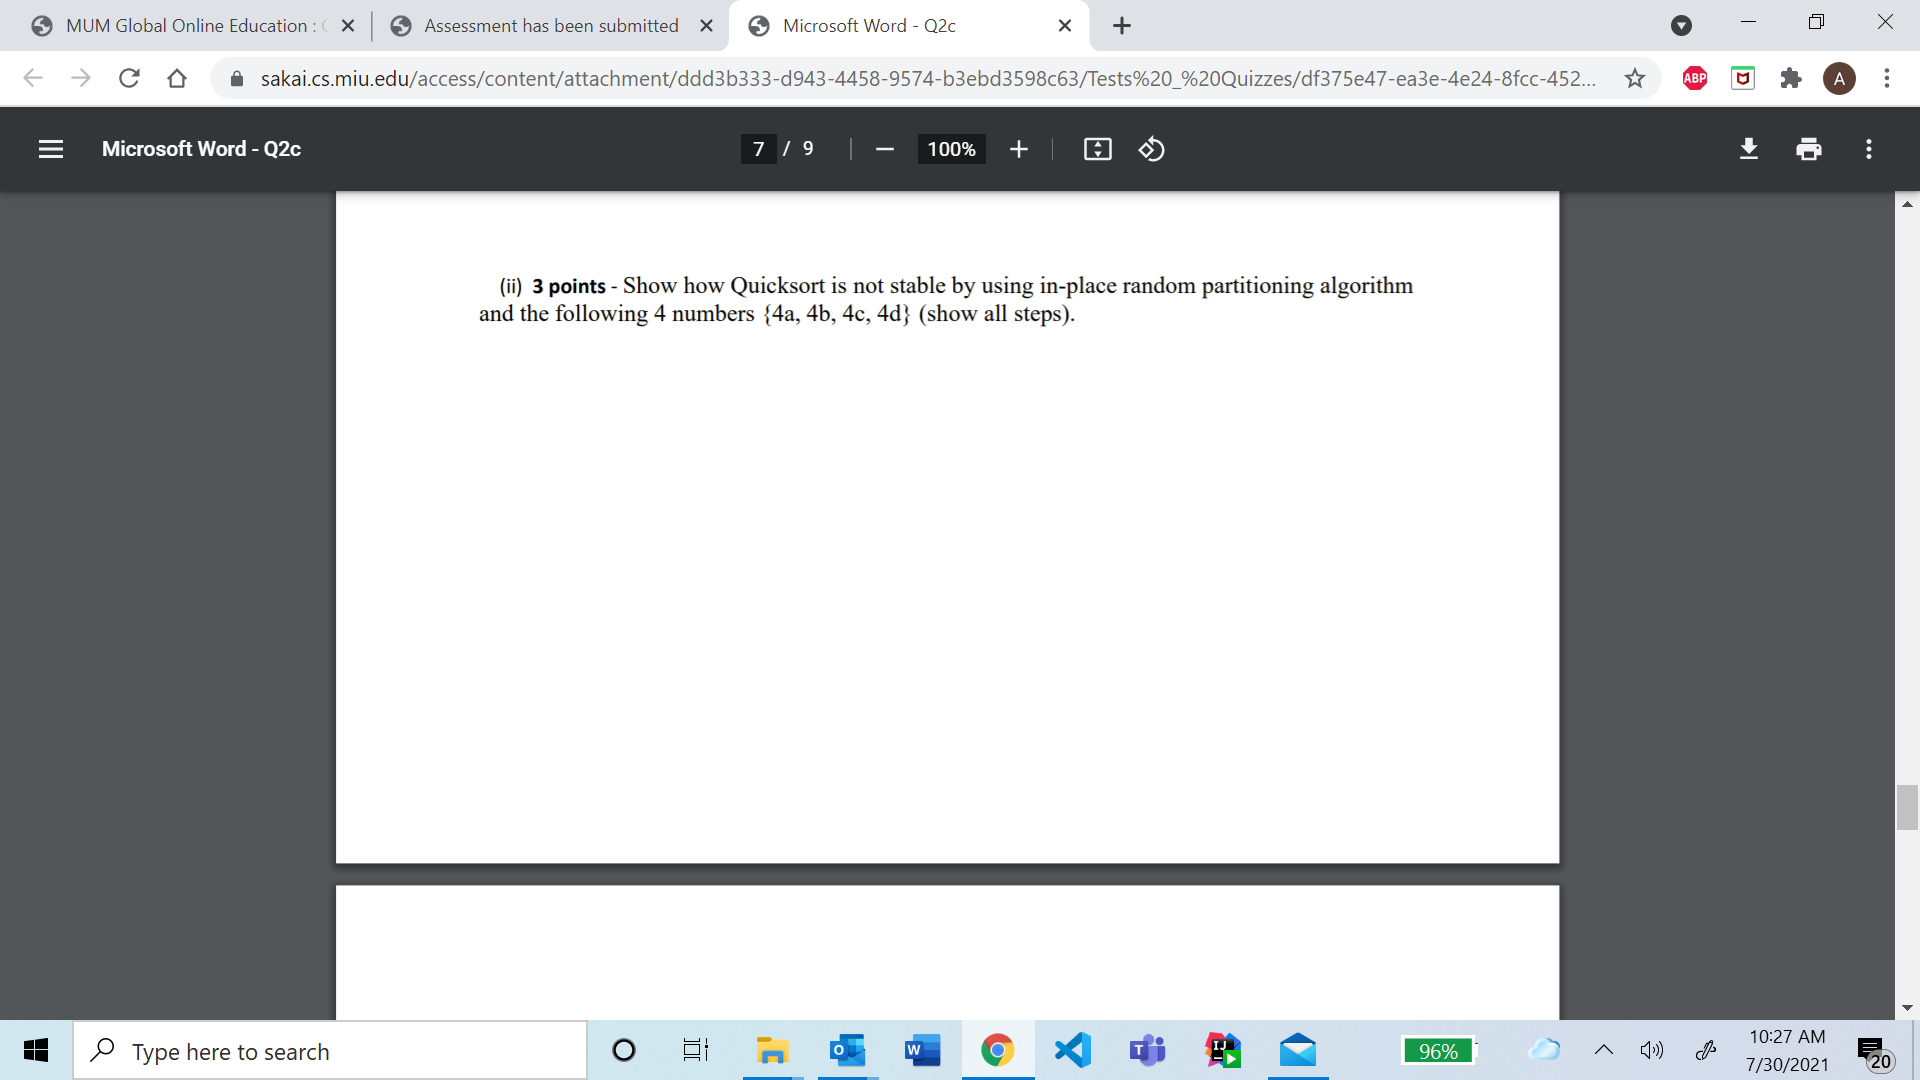 MUM Global Online Education :
Assessment has been submitted
Microsoft Word - Q2c
sakai.cs.miu.edu/access/content/attachment/ddd3b333-d943-4458-9574-b3ebd3598c63/Tests%20_%20Quizzes/df375e47-ea3e-4e24-8fcc-452...
ABP
A
Microsoft Word - Q2c
7 / 9
100%
(ii) 3 points - Show how Quicksort is not stable by using in-place random partitioning algorithm
and the following 4 numbers {4a, 4b, 4c, 4d} (show all steps).
Type here to search
96%
10:27 AM
7/30/2021
20